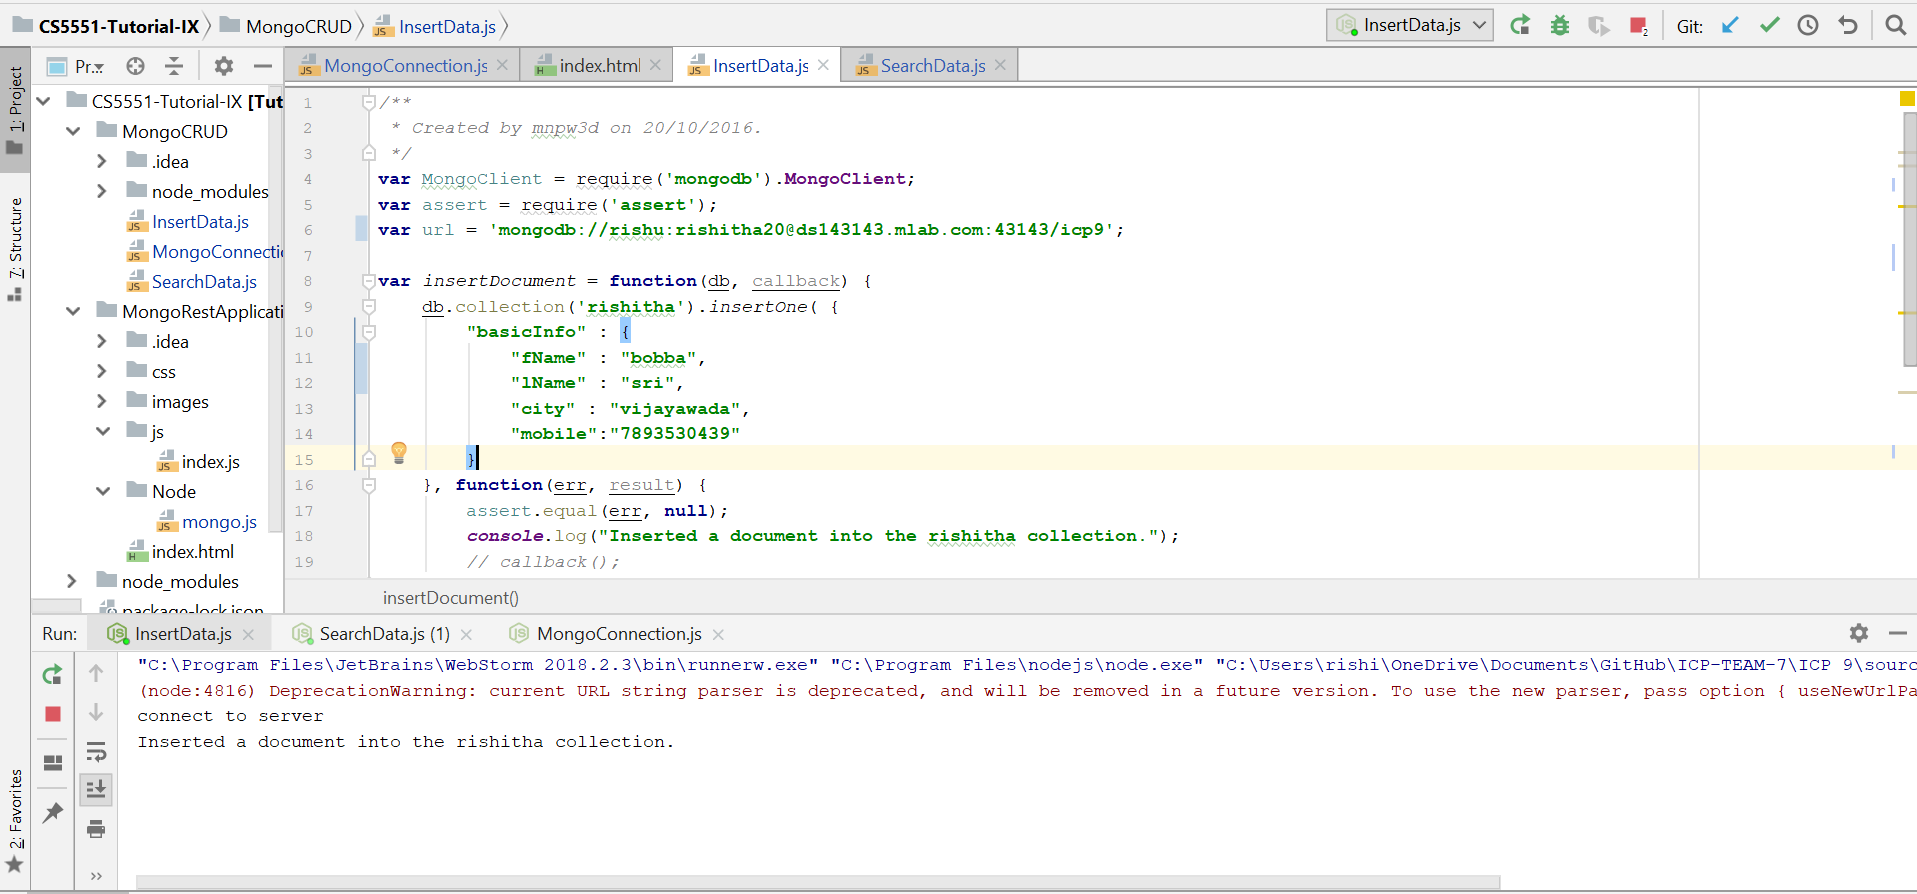 CS5551-Tutorial-IX MongoCRUD InsertData.js InsertData.js 2 Git:
1: Project
7: Structure
2: Favorites
Pr...
CS5551-Tutorial-IX [Tut
MongoCRUD
.idea
node_modules
InsertData.js
MongoConnectio
SearchData.js
MongoRestApplicati
.idea
css
images
js
index.js
Node
mongo.js
index.html
node_modules
package-lock.json
MongoConnection.js index.html InsertData.js SearchData.js
1 /**
2 * Created by mnpw3d on 20/10/2016.
3 */
4 var MongoClient = require('mongodb').MongoClient;
5 var assert = require('assert');
6 var url = 'mongodb://rishu:rishitha20@ds143143.mlab.com:43143/icp9';
7
8 var insertDocument = function(db, callback) {
9 db.collection('rishitha').insertOne( {
10 "basicInfo" : {
11 "fName" : "bobba",
12 "lName" : "sri",
13 "city" : "vijayawada",
14 "mobile":"7893530439"
15 }
16 }, function(err, result) {
17 assert.equal(err, null);
18 console.log("Inserted a document into the rishitha collection.");
19 // callback();
insertDocument()
Run: InsertData.js SearchData.js (1) MongoConnection.js
"C:\Program Files\JetBrains\WebStorm 2018.2.3\bin\runnerw.exe" "C:\Program Files\nodejs\node.exe" "C:\Users\rishi\OneDrive\Documents\GitHub\ICP-TEAM-7\ICP 9\sourc
(node:4816) DeprecationWarning: current URL string parser is deprecated, and will be removed in a future version. To use the new parser, pass option { useNewUrlPa
connect to server
Inserted a document into the rishitha collection.